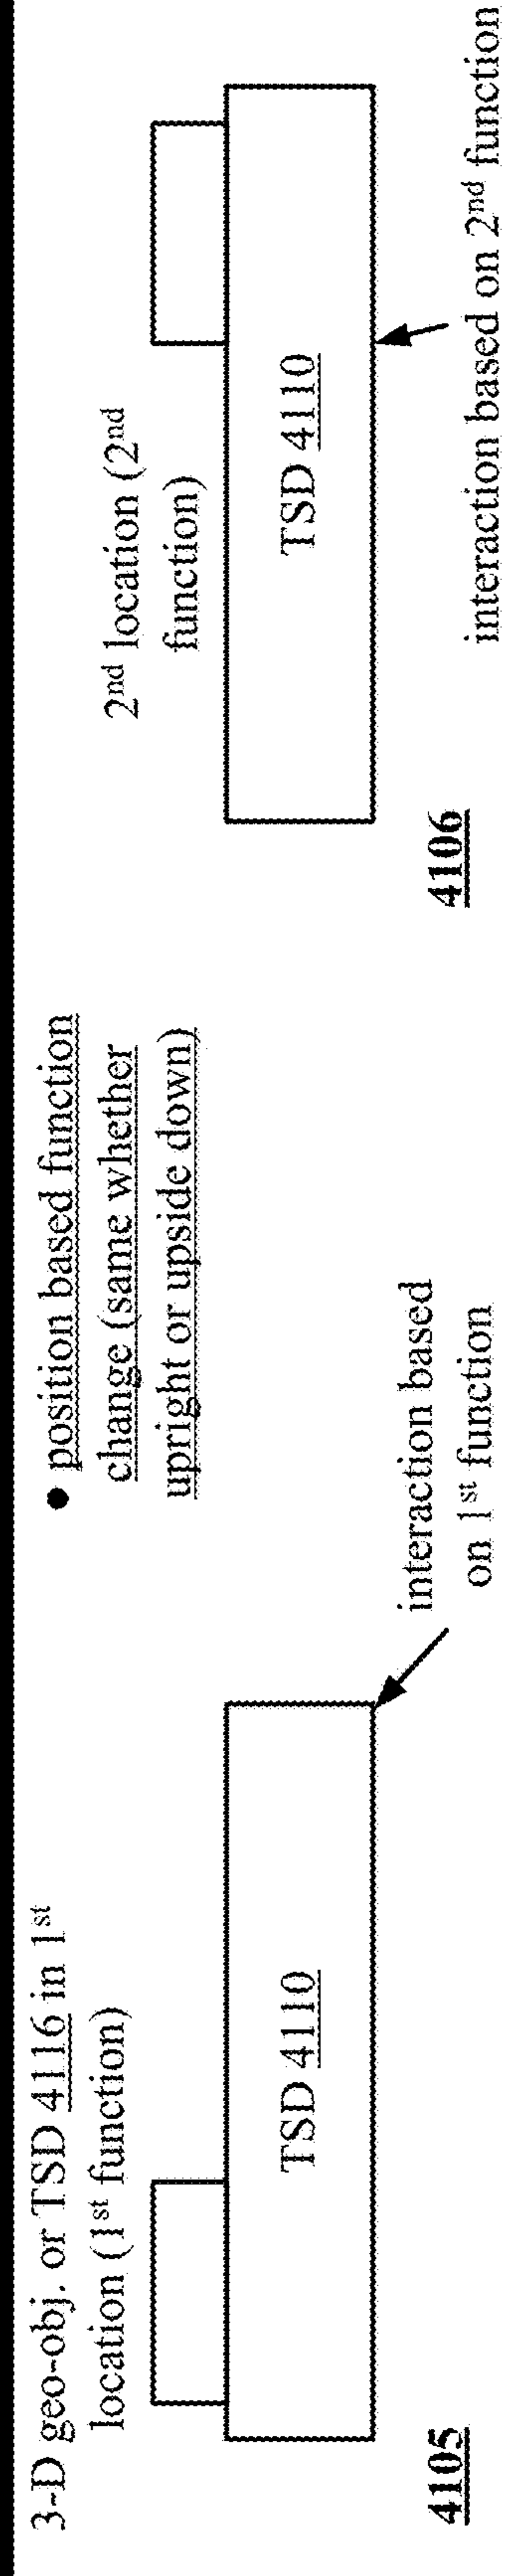 3-D geo-obj. or TSD 4116 in 1st
location (1st function)
TSD 4110
interaction based
on 1st function
4105
● position based function
change (same whether
upright or upside down)
2nd location (2nd
function)
TSD 4110
interaction based on 2nd function
4106